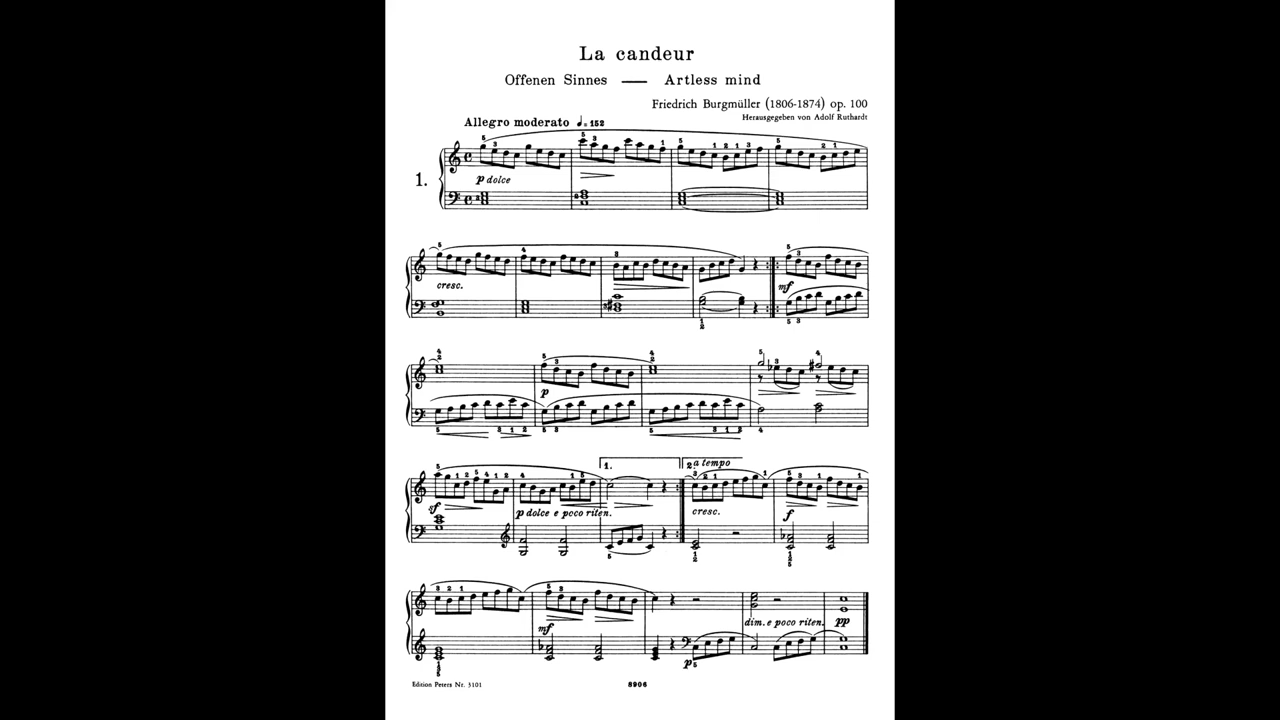 La candeur
Offenen Sinnes — Artless mind
Friedrich Burgmüller (1806-1874) op. 100
Herausgegeben von Adolf Ruthardt
Allegro moderato ♩= 152
1.
p dolce
cresc.
mf
p
1.
2. a tempo
sf
p dolce e poco riten.
cresc.
f
mf
dim. e poco riten.
pp
p
Edition Peters Nr. 3101
8906